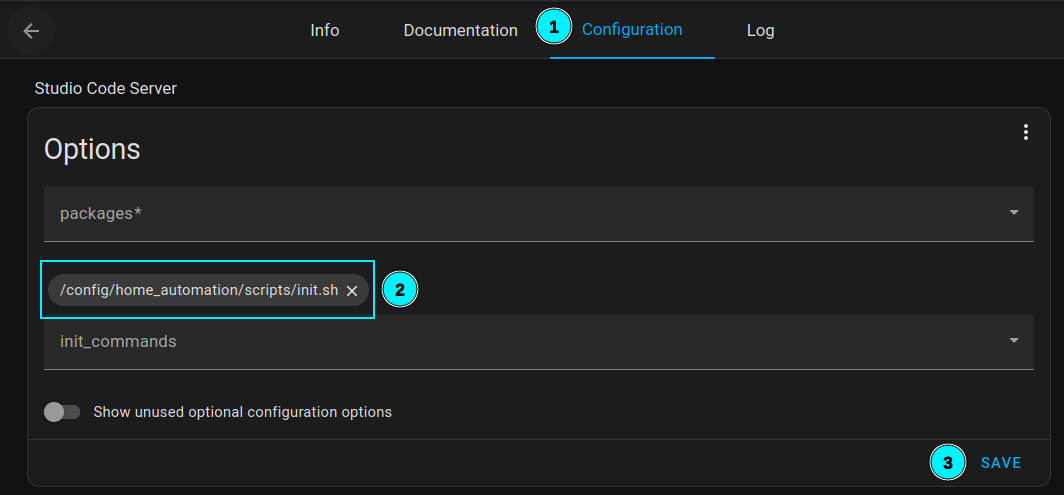 Info Documentation 1 Configuration Log
Studio Code Server
Options
packages*
/config/home_automation/scripts/init.sh 2
init_commands
Show unused optional configuration options
3 SAVE